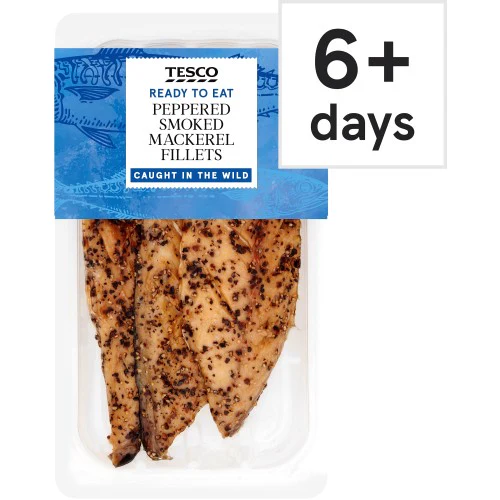 TESCO
READY TO EAT
PEPPERED
SMOKED
MACKEREL
FILLETS
CAUGHT IN THE WILD
6+
days